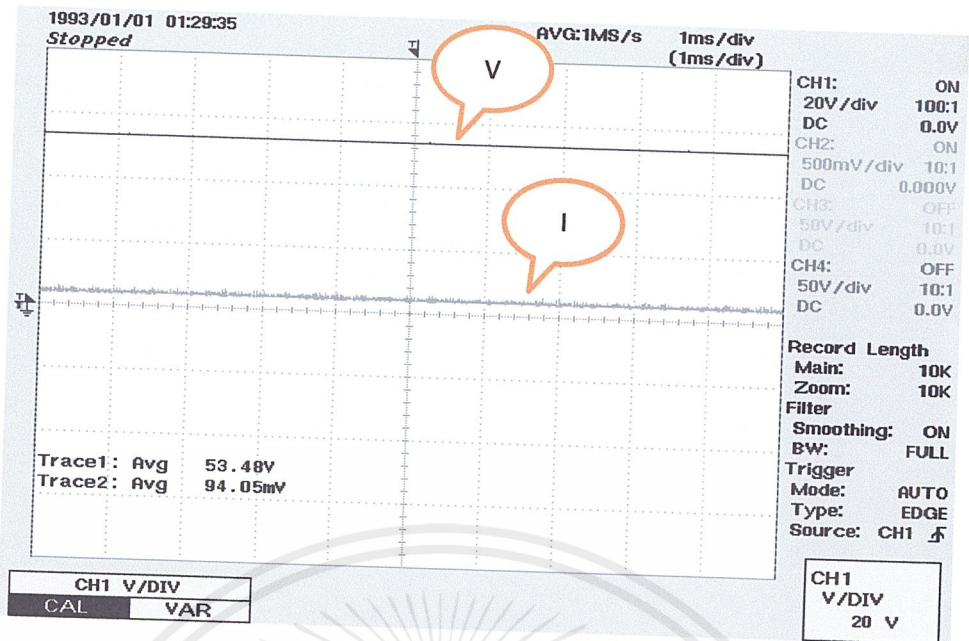 1993/01/01 01:29:35
Stopped
AVG:1MS/s 1ms/div
(1ms/div)
V
I
CH1: ON
20V/div 100:1
DC 0.0V
CH2: ON
500mV/div 10:1
DC 0.000V
CH3: OFF
50V/div 10:1
DC 0.0V
CH4: OFF
50V/div 10:1
DC 0.0V
Record Length
Main: 10K
Zoom: 10K
Filter
Smoothing: ON
BW: FULL
Trigger
Mode: AUTO
Type: EDGE
Source: CH1
Trace1: Avg 53.48V
Trace2: Avg 94.05mV
CH1 V/DIV
CAL VAR
CH1
V/DIV
20 V